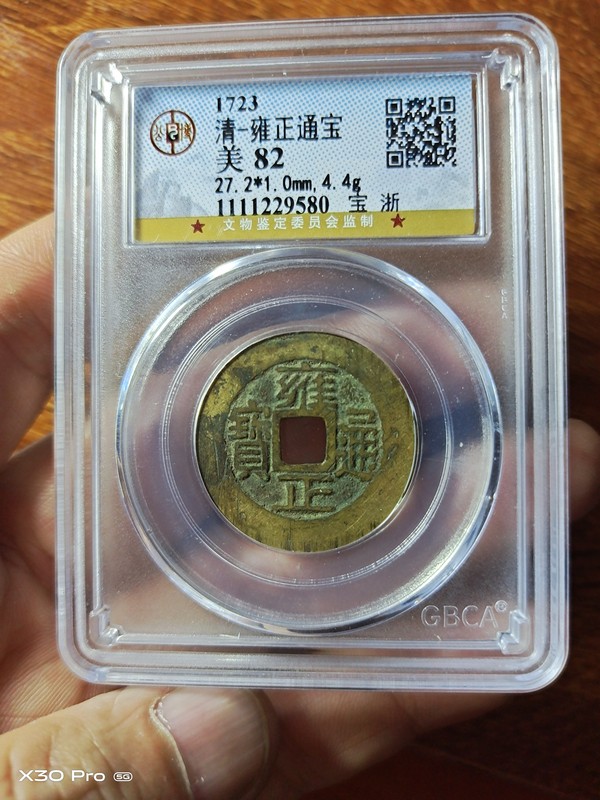 1723
清-雍正通宝
美 82
27.2*1.0mm,4.4g
1111229580 宝 浙
★ 文物鉴定委员会监制 ★
雍
寶 通
正
GBCA®
GBCA
X30 Pro 5G